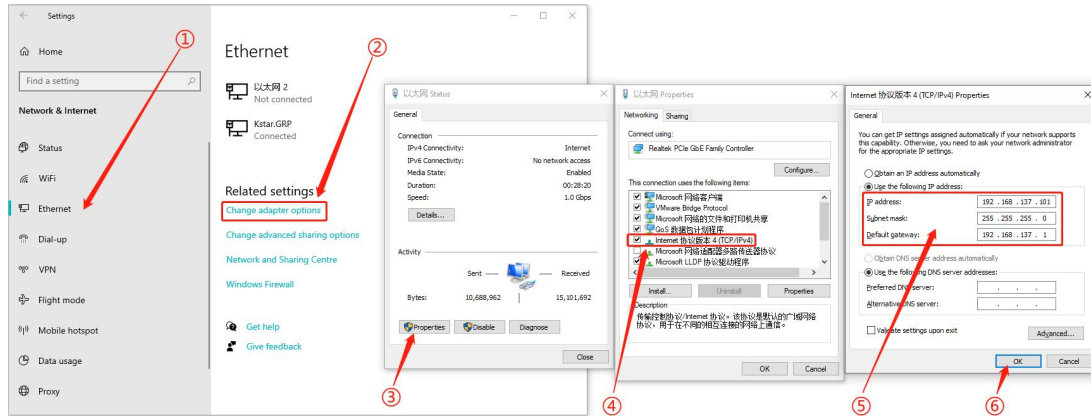 Settings
Home
Find a setting
Network & Internet
Status
WiFi
Ethernet
Dial-up
VPN
Flight mode
Mobile hotspot
Data usage
Proxy
①
Ethernet
②
以太网 2
Not connected
Kstar.GRP
Connected
Related settings
Change adapter options
Change advanced sharing options
Network and Sharing Centre
Windows Firewall
Get help
Give feedback
以太网 Status
General
Connection
IPv4 Connectivity: Internet
IPv6 Connectivity: No network access
Media State: Enabled
Duration: 00:28:20
Speed: 1.0 Gbps
Details...
Activity
Sent Received
Bytes: 10,688,962 15,101,692
Properties Disable Diagnose
Close
③
以太网 Properties
Networking Sharing
Connect using:
Realtek PCIe GbE Family Controller
Configure...
This connection uses the following items:
Microsoft 网络客户端
VMware Bridge Protocol
Microsoft 网络的文件和打印机共享
QoS 数据包计划程序
Internet 协议版本 4 (TCP/IPv4)
Microsoft 网络适配器多路传送器协议
Microsoft LLDP 协议驱动程序
Install... Uninstall Properties
Description
传输控制协议/Internet 协议。该协议是默认的广域网络
协议，用于在不同的相互连接的网络上通信。
OK Cancel
④
Internet 协议版本 4 (TCP/IPv4) Properties
General
You can get IP settings assigned automatically if your network supports
this capability. Otherwise, you need to ask your network administrator
for the appropriate IP settings.
Obtain an IP address automatically
Use the following IP address:
IP address: 192 . 168 . 137 . 101
Subnet mask: 255 . 255 . 255 . 0
Default gateway: 192 . 168 . 137 . 1
Obtain DNS server address automatically
Use the following DNS server addresses:
Preferred DNS server: . . .
Alternative DNS server: . . .
Validate settings upon exit
Advanced...
OK Cancel
⑤
⑥